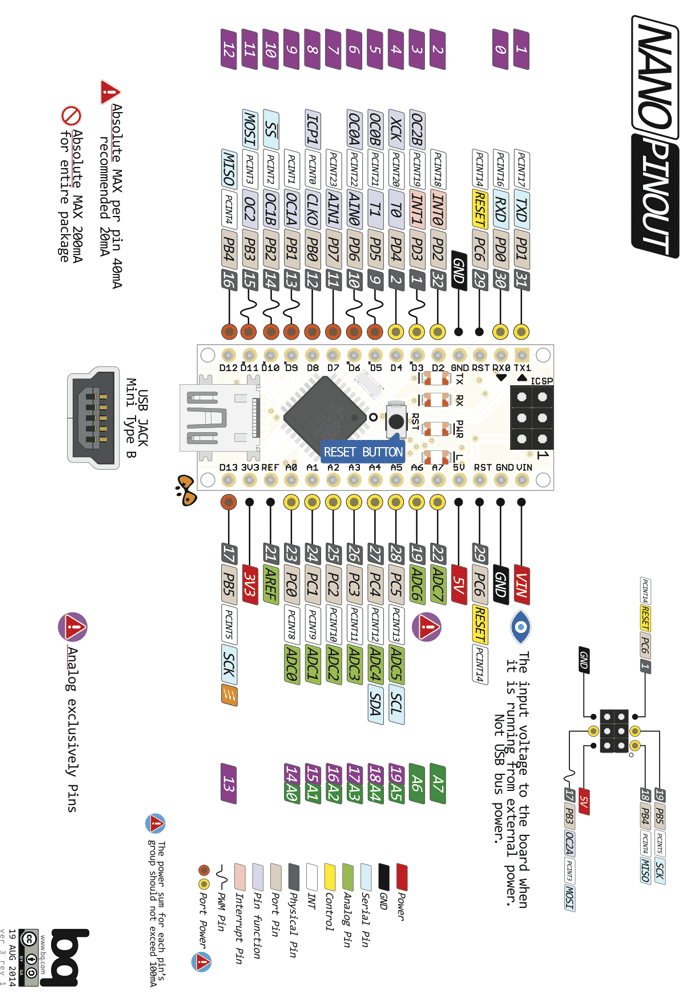 NANO PINOUT
19 PB5 PCINT5 SCK
PCINT14 RESET PC6 1
18 PB4 PCINT4 MISO
GND
5V
17 PB3 OC2A PCINT3 MOSI
ICSP
1
1 PCINT17 TXD PD1 31 TX1
VIN VIN
0 PCINT16 RXD PD0 30 RX0
GND GND
PCINT14 RESET PC6 29 RST
RST 29 PC6 RESET PCINT14
GND GND
5V 5V
2 PCINT18 INT0 PD2 32 D2
A7 22 ADC7 A7
3 OC2B PCINT19 INT1 PD3 1 D3
A6 19 ADC6 A6
4 XCK PCINT20 T0 PD4 2 D4
A5 28 PC5 PCINT13 ADC5 SCL 19 A5
5 OC0B PCINT21 T1 PD5 9 D5
A4 27 PC4 PCINT12 ADC4 SDA 18 A4
6 OC0A PCINT22 AIN0 PD6 10 D6
A3 26 PC3 PCINT11 ADC3 17 A3
7 PCINT23 AIN1 PD7 11 D7
A2 25 PC2 PCINT10 ADC2 16 A2
8 ICP1 PCINT0 CLKO PB0 12 D8
A1 24 PC1 PCINT9 ADC1 15 A1
9 PCINT1 OC1A PB1 13 D9
A0 23 PC0 PCINT8 ADC0 14 A0
10 SS PCINT2 OC1B PB2 14 D10
REF 21 AREF
11 MOSI PCINT3 OC2 PB3 15 D11
3V3 3V3
12 MISO PCINT4 PB4 16 D12
D13 17 PB5 PCINT5 SCK 13
TX RX PWR L
RST
RESET BUTTON
The input voltage to the board when
it is running from external power.
Not USB bus power.
Power
GND
Serial Pin
Analog Pin
Control
INT
Physical Pin
Port Pin
Pin function
Interrupt Pin
PWM Pin
Port Power
The power sum for each pin's
group should not exceed 100mA
Absolute MAX per pin 40mA
recommended 20mA
Absolute MAX 200mA
for entire package
USB JACK
Mini Type B
Analog exclusively Pins
bq
www.bq.com
cc
BY SA
19 AUG 2014
ver 3 rev 1